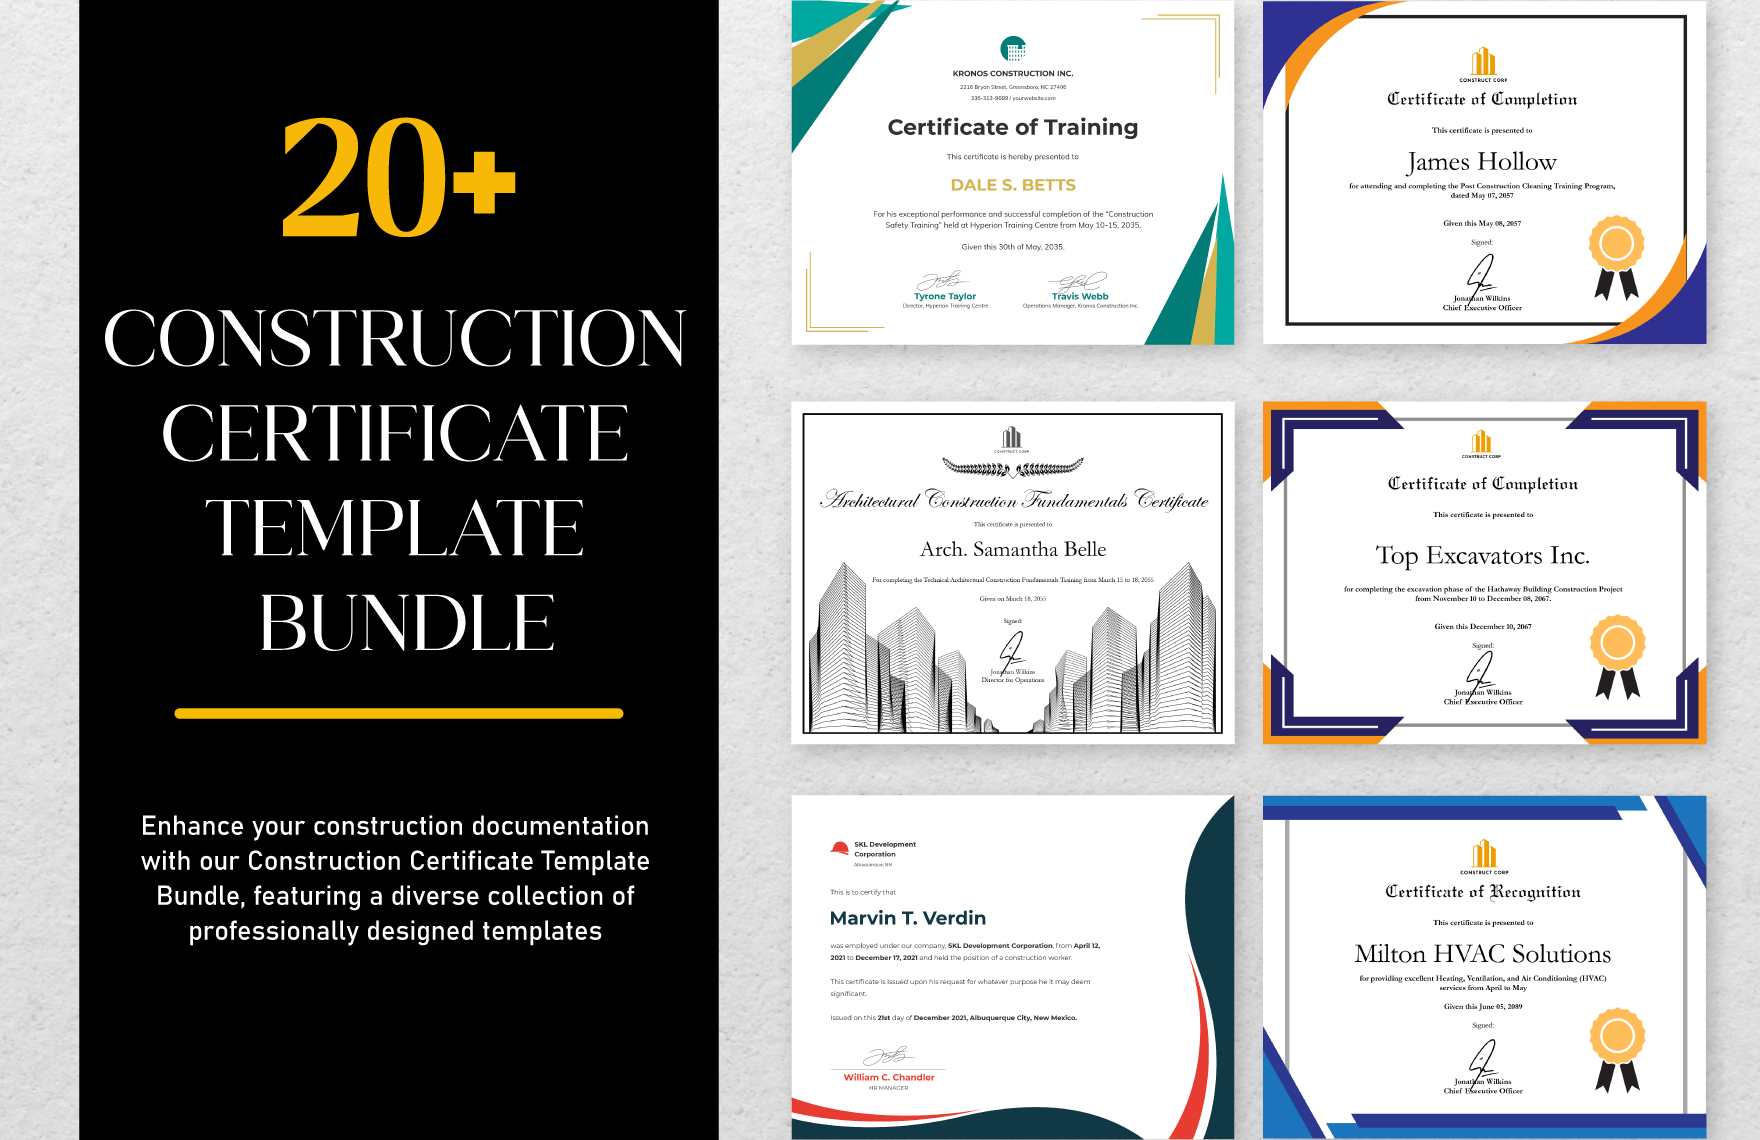 20+
CONSTRUCTION
CERTIFICATE
TEMPLATE
BUNDLE
Enhance your construction documentation
with our Construction Certificate Template
Bundle, featuring a diverse collection of
professionally designed templates
KRONOS CONSTRUCTION INC.
2216 Bryan Street, Greensboro, NC 27406
336-313-9689 / yourwebsite.com
Certificate of Training
This certificate is hereby presented to
DALE S. BETTS
For his exceptional performance and successful completion of the "Construction
Safety Training" held at Hyperion Training Centre from May 10-15, 2035.
Given this 30th of May, 2035.
Tyrone Taylor
Director, Hyperion Training Centre
Travis Webb
Operations Manager, Kronos Construction Inc.
CONSTRUCT CORP
Certificate of Completion
This certificate is presented to
James Hollow
for attending and completing the Post Construction Cleaning Training Program,
dated May 07, 2057
Given this May 08, 2057
Signed:
Jonathan Wilkins
Chief Executive Officer
CONSTRUCT CORP
Architectural Construction Fundamentals Certificate
This certificate is presented to
Arch. Samantha Belle
For completing the Technical Architectural Construction Fundamentals Training from March 15 to 18, 2055
Given on March 18, 2055
Signed:
Jonathan Wilkins
Director for Operations
CONSTRUCT CORP
Certificate of Completion
This certificate is presented to
Top Excavators Inc.
for completing the excavation phase of the Hathaway Building Construction Project
from November 10 to December 08, 2067.
Given this December 10, 2067
Signed:
Jonathan Wilkins
Chief Executive Officer
SKL Development
Corporation
Albuquerque, NM
This is to certify that
Marvin T. Verdin
was employed under our company, SKL Development Corporation, from April 12,
2021 to December 17, 2021 and held the position of a construction worker.
This certificate is issued upon his request for whatever purpose he it may deem
significant.
Issued on this 21st day of December 2021, Albuquerque City, New Mexico.
William C. Chandler
HR MANAGER
CONSTRUCT CORP
Certificate of Recognition
This certificate is presented to
Milton HVAC Solutions
for providing excellent Heating, Ventilation, and Air Conditioning (HVAC)
services from April to May
Given this June 05, 2089
Signed:
Jonathan Wilkins
Chief Executive Officer